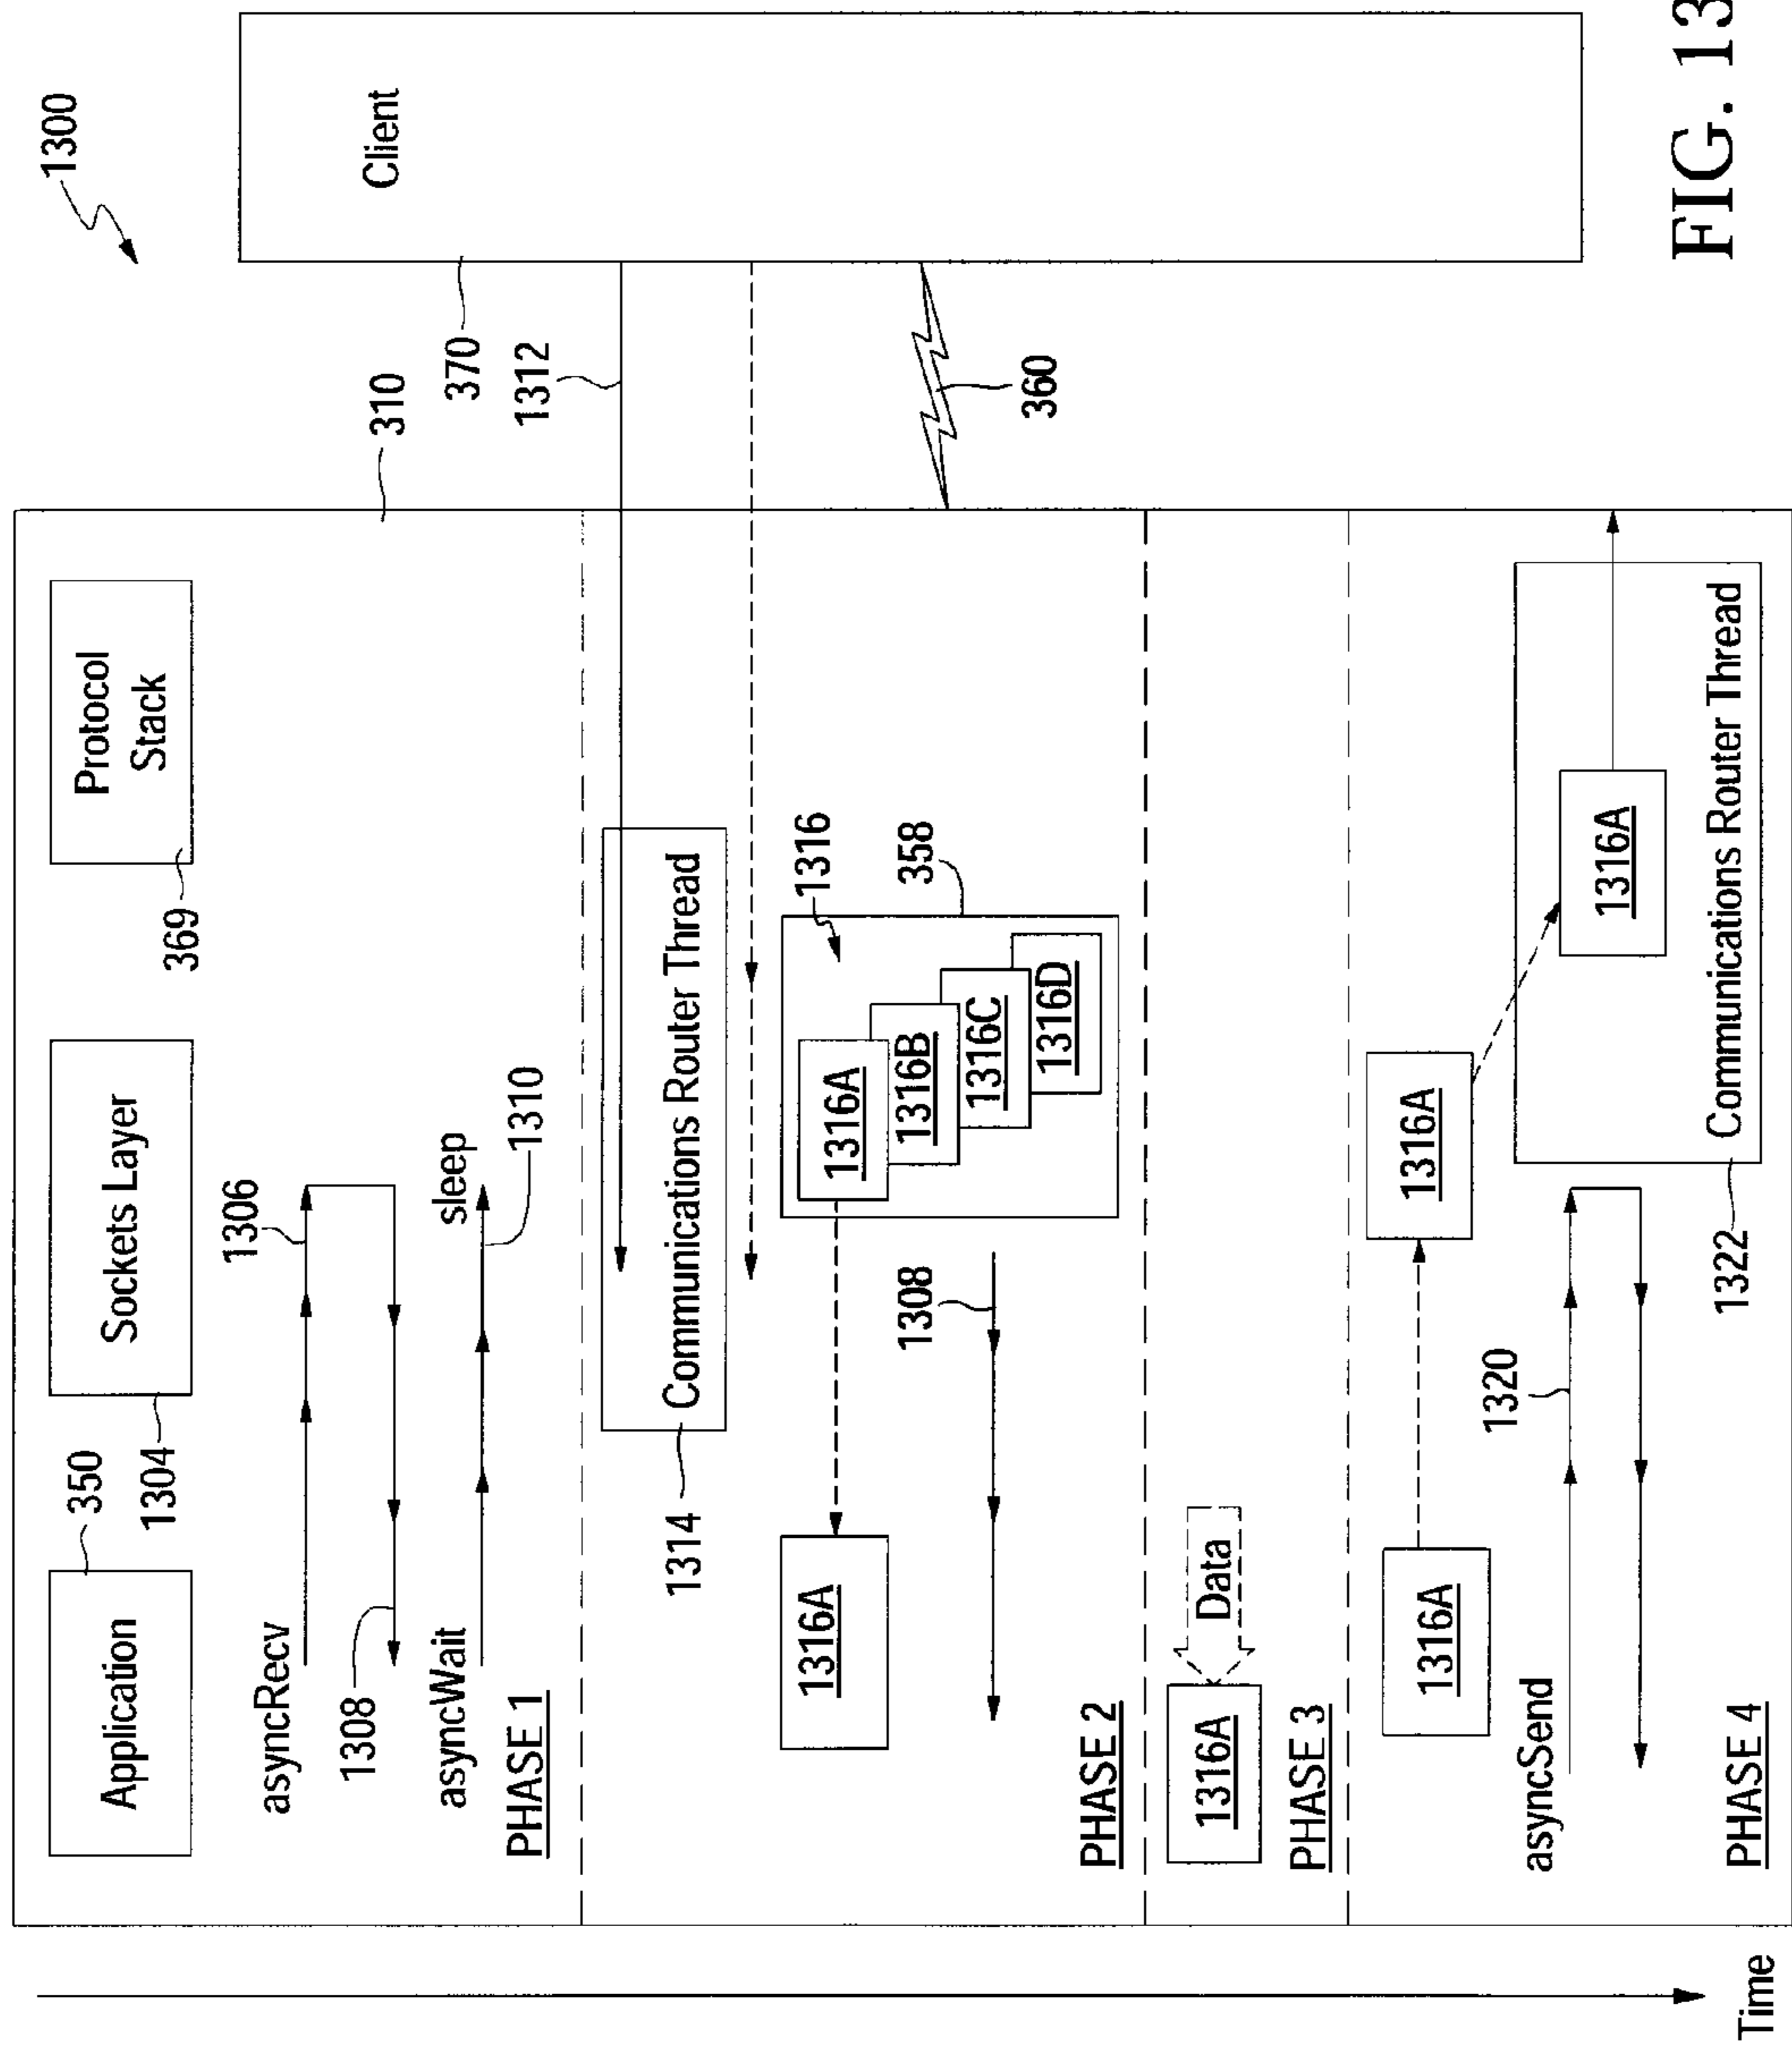 1300
Client
370
1312
310
360
Application
350
Sockets Layer
1304
Protocol
Stack
369
asyncRecv
1306
1308
asyncWait
sleep
1310
PHASE 1
1314
Communications Router Thread
1316
358
1316A
1316A
1316B
1316C
1316D
1308
PHASE 2
1316A
Data
PHASE 3
1316A
1316A
1316A
asyncSend
1320
1322
Communications Router Thread
PHASE 4
Time
FIG. 13